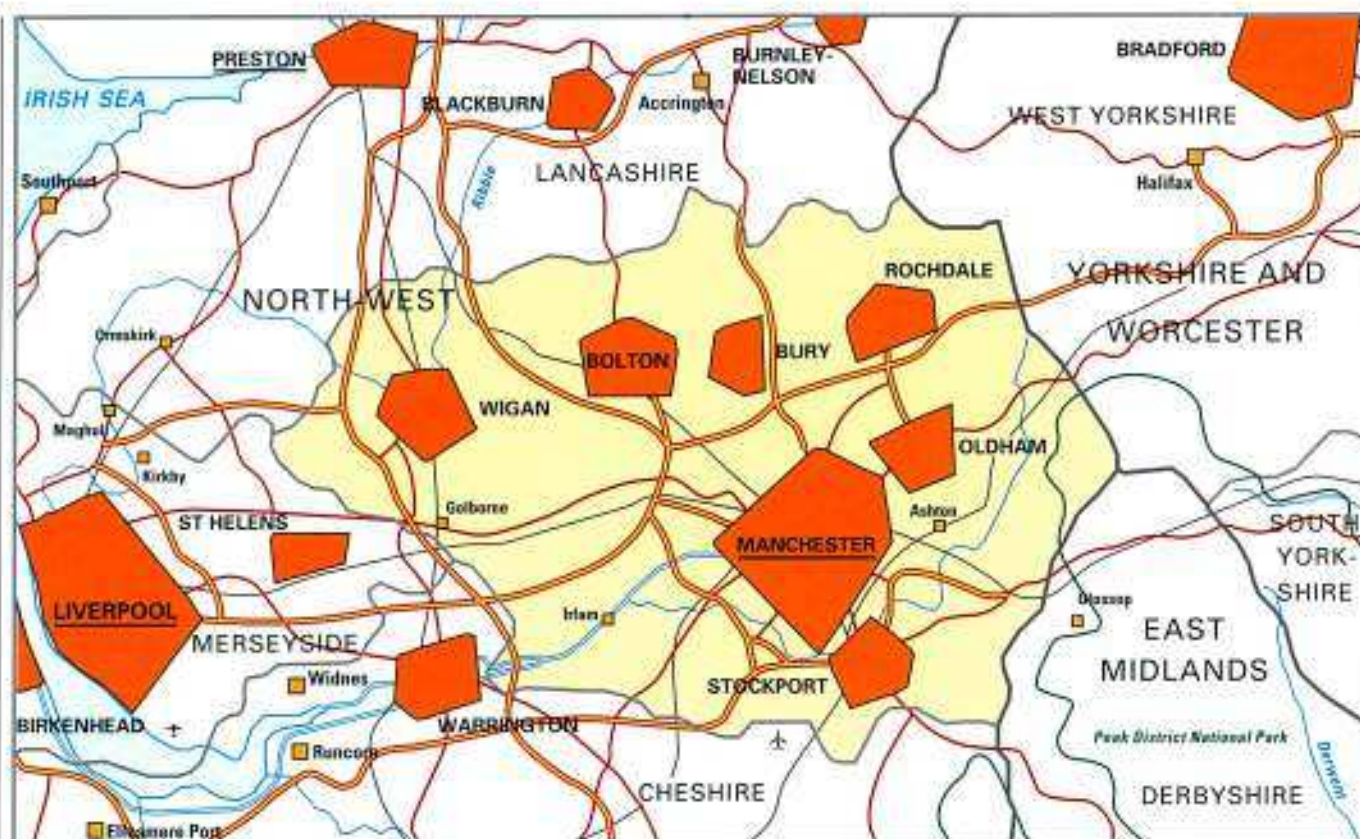 PRESTON
BURNLEY-
NELSON
BRADFORD
IRISH SEA
BLACKBURN
Accrington
WEST YORKSHIRE
LANCASHIRE
Southport
Ribble
Halifax
ROCHDALE
YORKSHIRE AND
NORTH-WEST
WORCESTER
Ormskirk
BOLTON
BURY
WIGAN
Maghull
OLDHAM
Kirkby
Golborne
Ashton
ST HELENS
SOUTH
YORK-
SHIRE
MANCHESTER
LIVERPOOL
Irlam
Glossop
MERSEYSIDE
EAST
MIDLANDS
Widnes
STOCKPORT
BIRKENHEAD
WARRINGTON
Runcorn
Peak District National Park
Derwent
CHESHIRE
DERBYSHIRE
Ellesmere Port